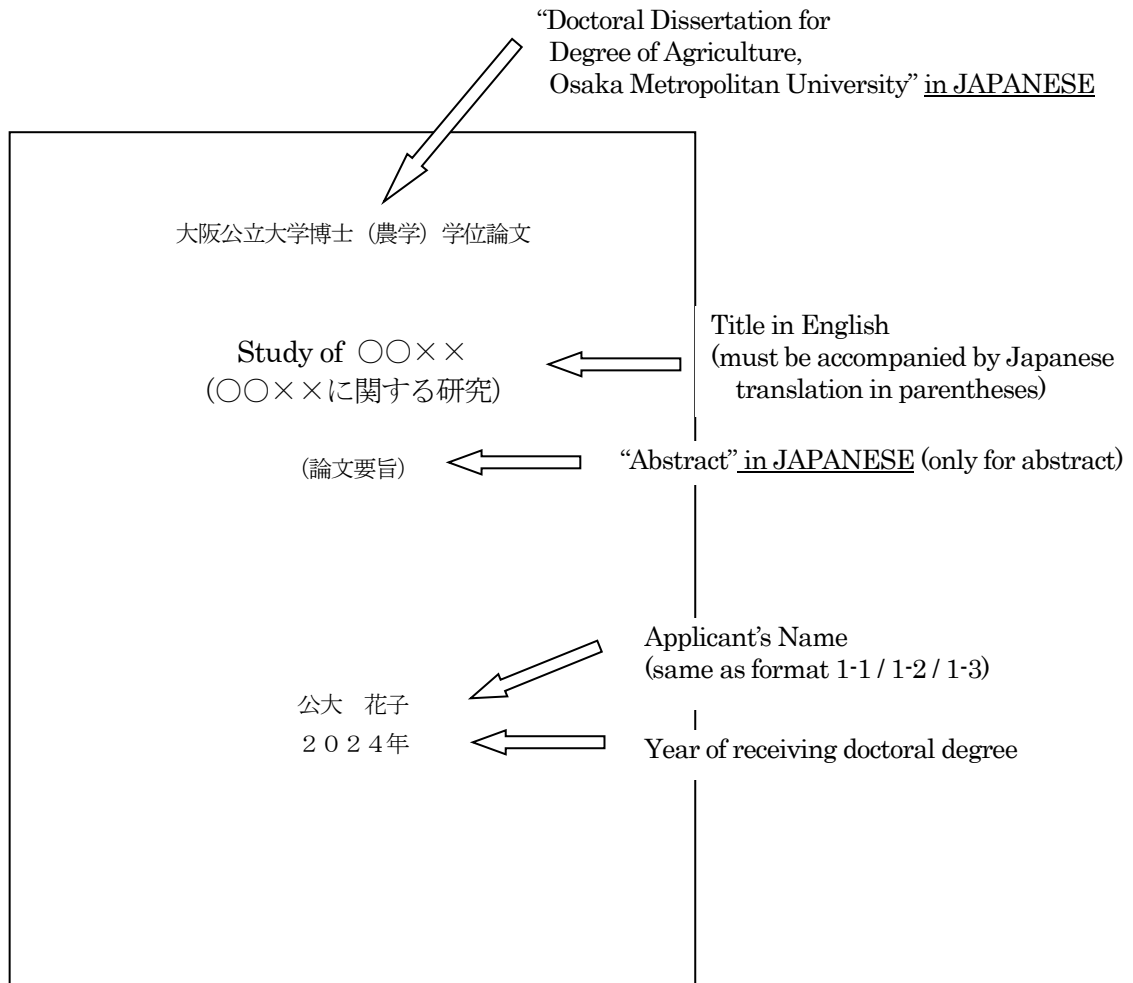 “Doctoral Dissertation for
Degree of Agriculture,
Osaka Metropolitan University” in JAPANESE
大阪公立大学博士（農学）学位論文
Study of ○○××
（○○××に関する研究）
Title in English
(must be accompanied by Japanese
translation in parentheses)
（論文要旨）
“Abstract” in JAPANESE (only for abstract)
Applicant’s Name
(same as format 1-1 / 1-2 / 1-3)
公大　花子
２０２４年
Year of receiving doctoral degree